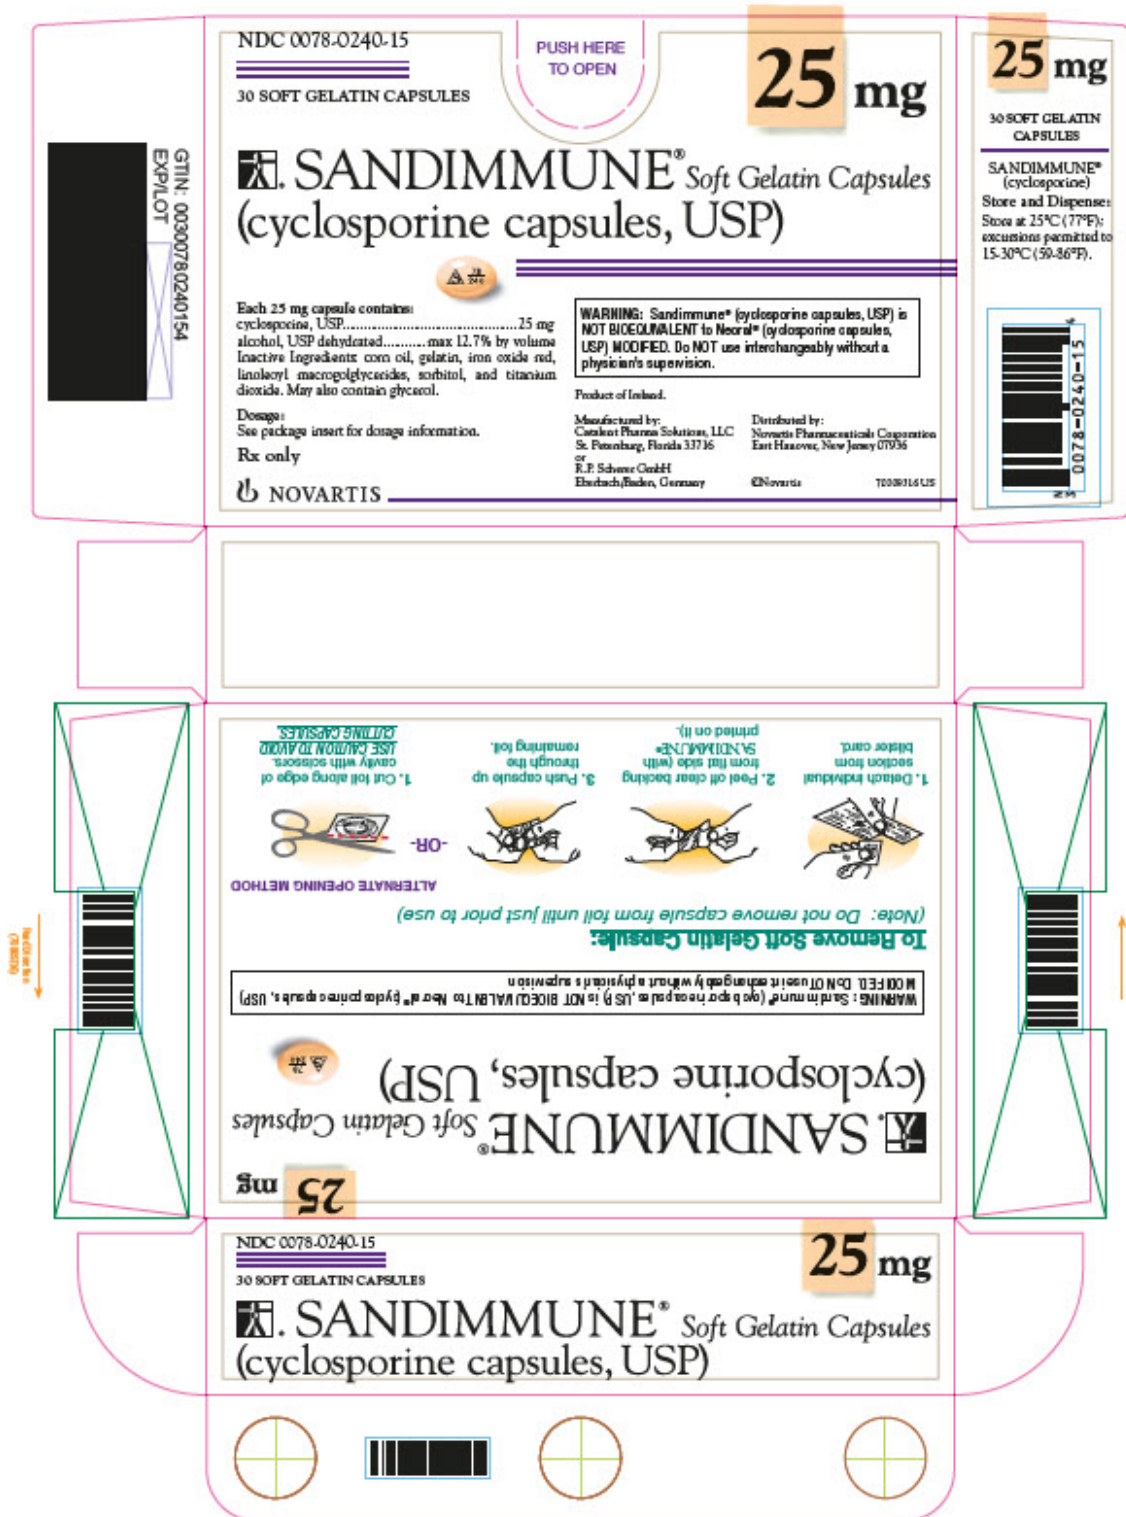 NDC 0078-0240-15
30 SOFT GELATIN CAPSULES
PUSH HERE
TO OPEN
25 mg
SANDIMMUNE® Soft Gelatin Capsules
(cyclosporine capsules, USP)
78
240
Each 25 mg capsule contains:
cyclosporine, USP................................................25 mg
alcohol, USP dehydrated............max 12.7% by volume
Inactive Ingredients: corn oil, gelatin, iron oxide red,
linoleoyl macrogolglycerides, sorbitol, and titanium
dioxide. May also contain glycerol.
Dosage:
See package insert for dosage information.
Rx only
NOVARTIS
WARNING: Sandimmune® (cyclosporine capsules, USP) is
NOT BIOEQUIVALENT to Neoral® (cyclosporine capsules,
USP) MODIFIED. Do NOT use interchangeably without a
physician's supervision.
Product of Ireland.
Manufactured by:
Catalent Pharma Solutions, LLC
St. Petersburg, Florida 33716
or
R.P. Scherer GmbH
Eberbach/Baden, Germany
Distributed by:
Novartis Pharmaceuticals Corporation
East Hanover, New Jersey 07936
©Novartis
70009316 US
GTIN: 00300780240154
EXP/LOT
25 mg
30 SOFT GELATIN
CAPSULES
SANDIMMUNE®
(cyclosporine)
Store and Dispense:
Store at 25°C (77°F);
excursions permitted to
15-30°C (59-86°F).
0078-0240-15
N3
4
25 mg
SANDIMMUNE® Soft Gelatin Capsules
(cyclosporine capsules, USP)
78
240
WARNING: Sandimmune® (cyclosporine capsules, USP) is NOT BIOEQUIVALENT to Neoral® (cyclosporine capsules, USP)
MODIFIED. Do NOT use interchangeably without a physician's supervision
To Remove Soft Gelatin Capsule:
(Note: Do not remove capsule from foil until just prior to use)
ALTERNATE OPENING METHOD
-OR-
1. Detach individual
section from
blister card.
2. Peel off clear backing
from flat side (with
SANDIMMUNE®
printed on it).
3. Push capsule up
through the
remaining foil.
1. Cut foil along edge of
cavity with scissors.
USE CAUTION TO AVOID
CUTTING CAPSULES.
NDC 0078-0240-15
30 SOFT GELATIN CAPSULES
25 mg
SANDIMMUNE® Soft Gelatin Capsules
(cyclosporine capsules, USP)